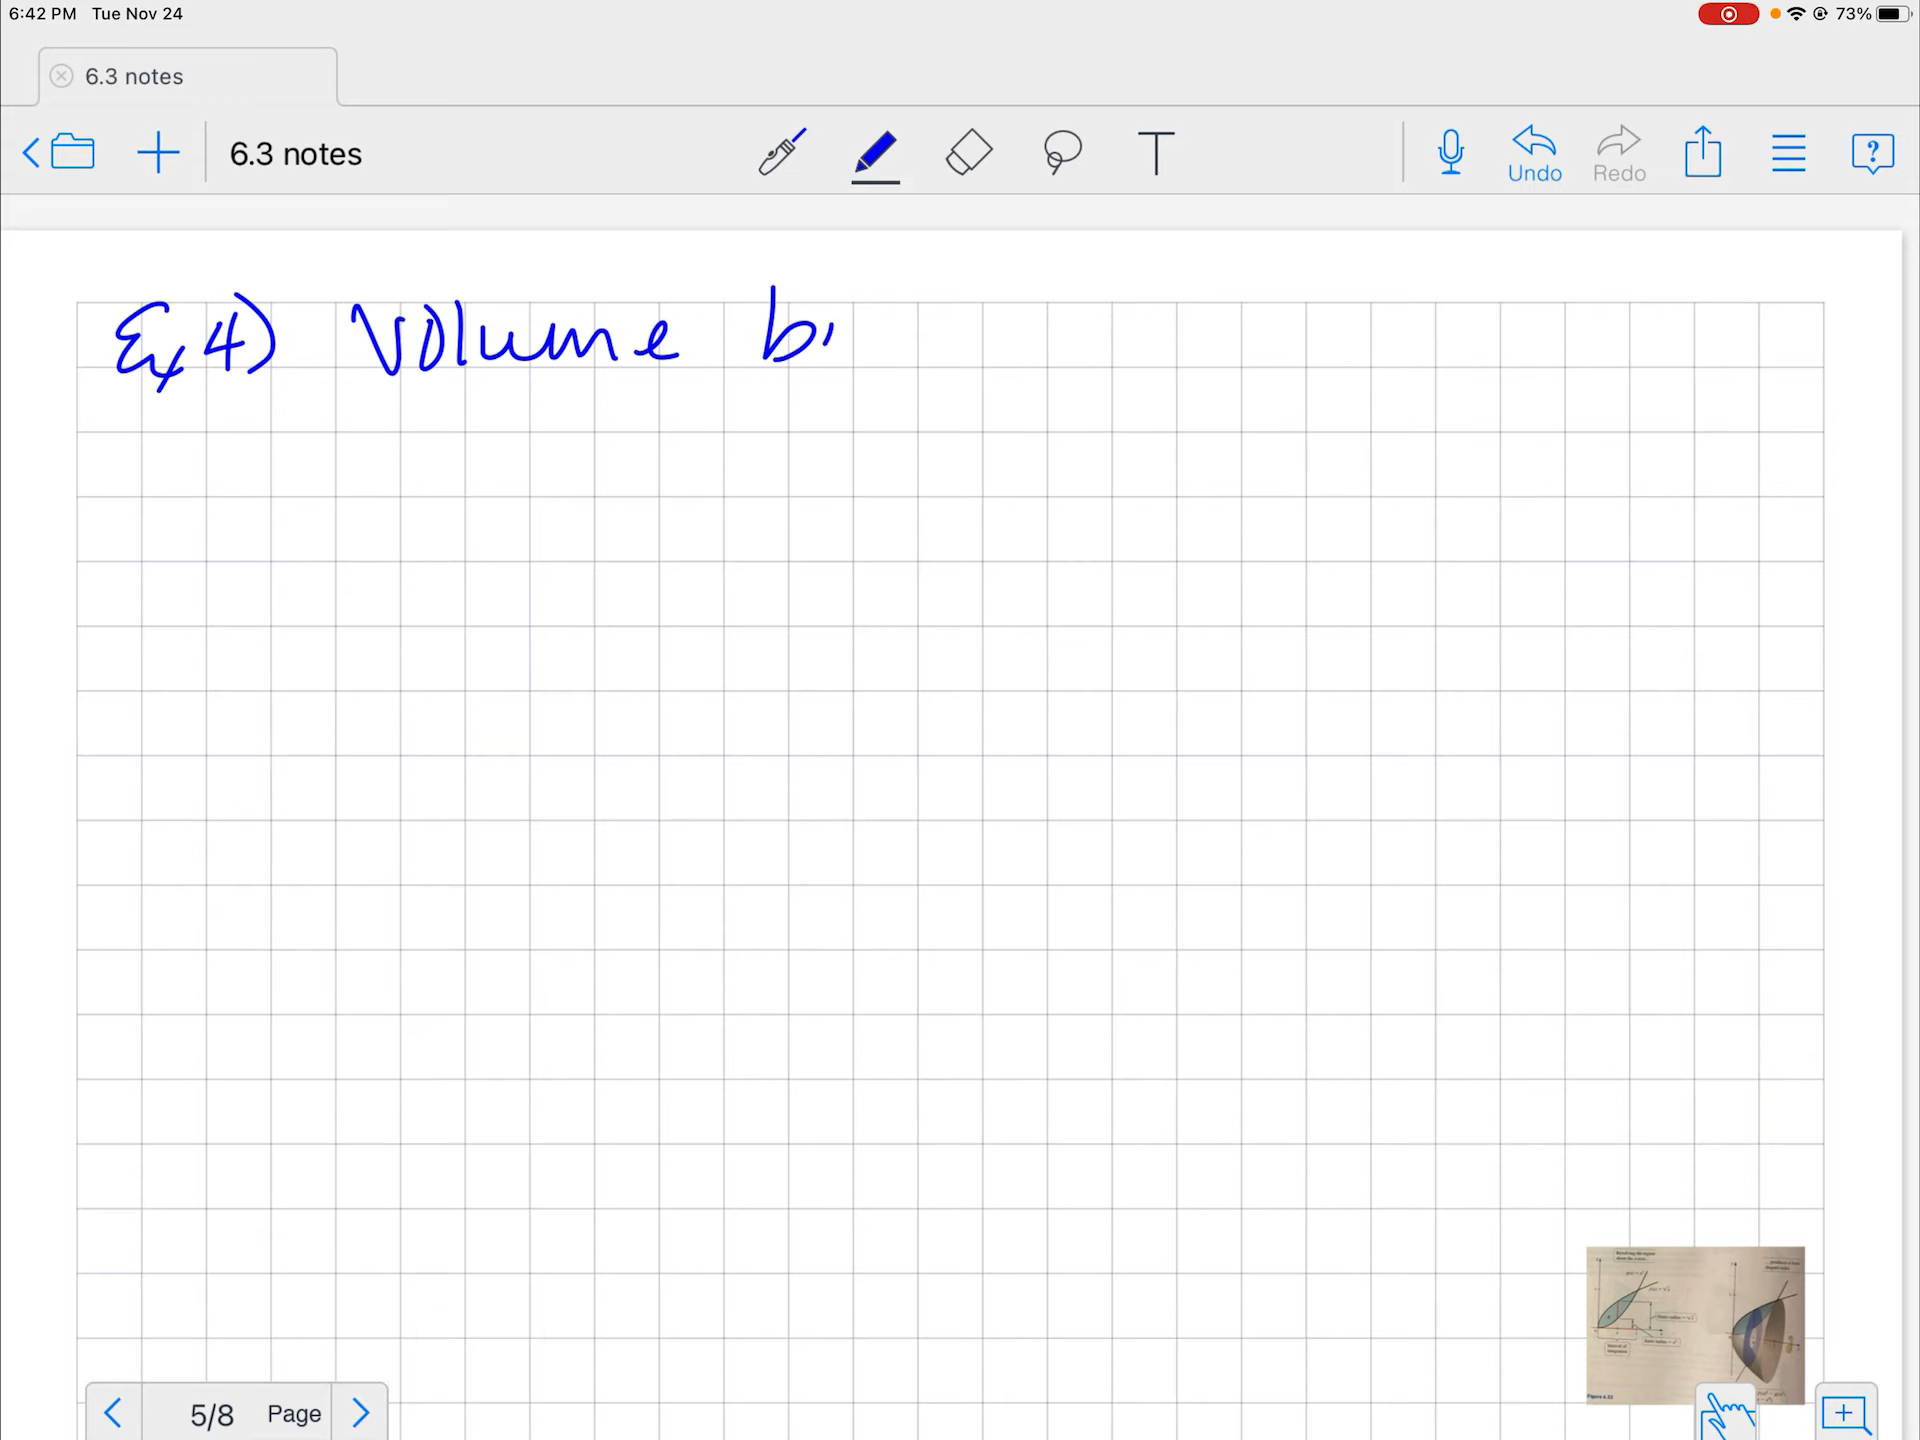 6:42 PM Tue Nov 24
73%
6.3 notes
6.3 notes
Undo
Redo
Ex 4) Volume
5/8 Page